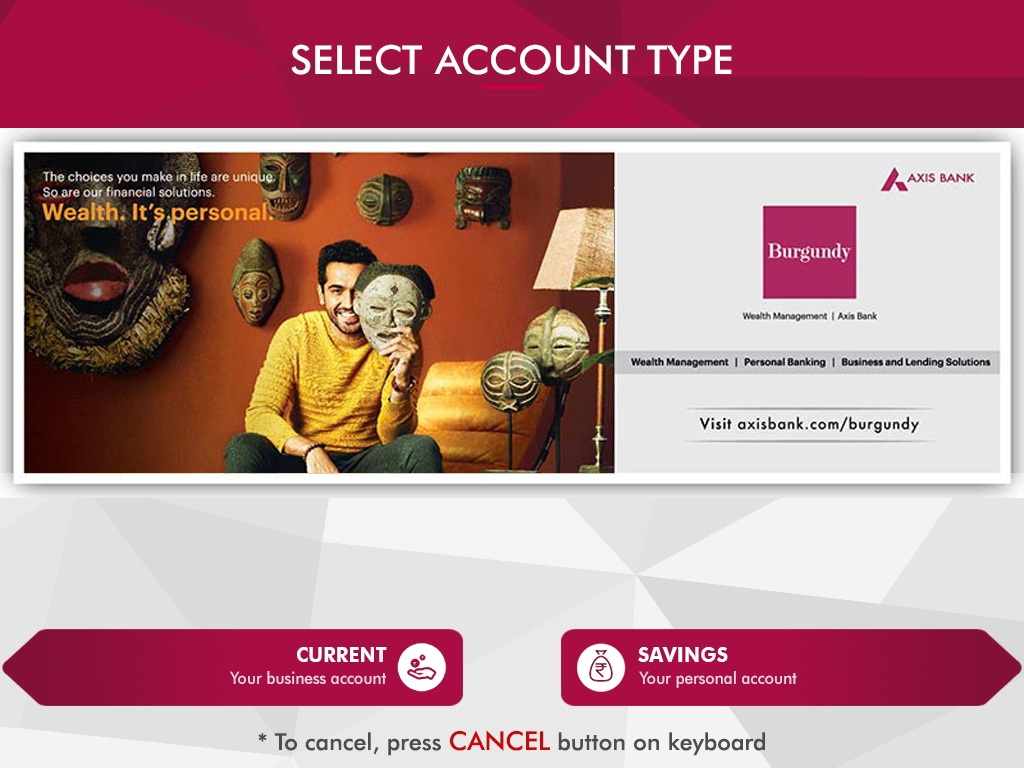 SELECT ACCOUNT TYPE
The choices you make in life are unique.
So are our financial solutions.
Wealth. It's personal.
AXIS BANK
Burgundy
Wealth Management | Axis Bank
Wealth Management | Personal Banking | Business and Lending Solutions
Visit axisbank.com/burgundy
CURRENT
Your business account
SAVINGS
Your personal account
* To cancel, press CANCEL button on keyboard